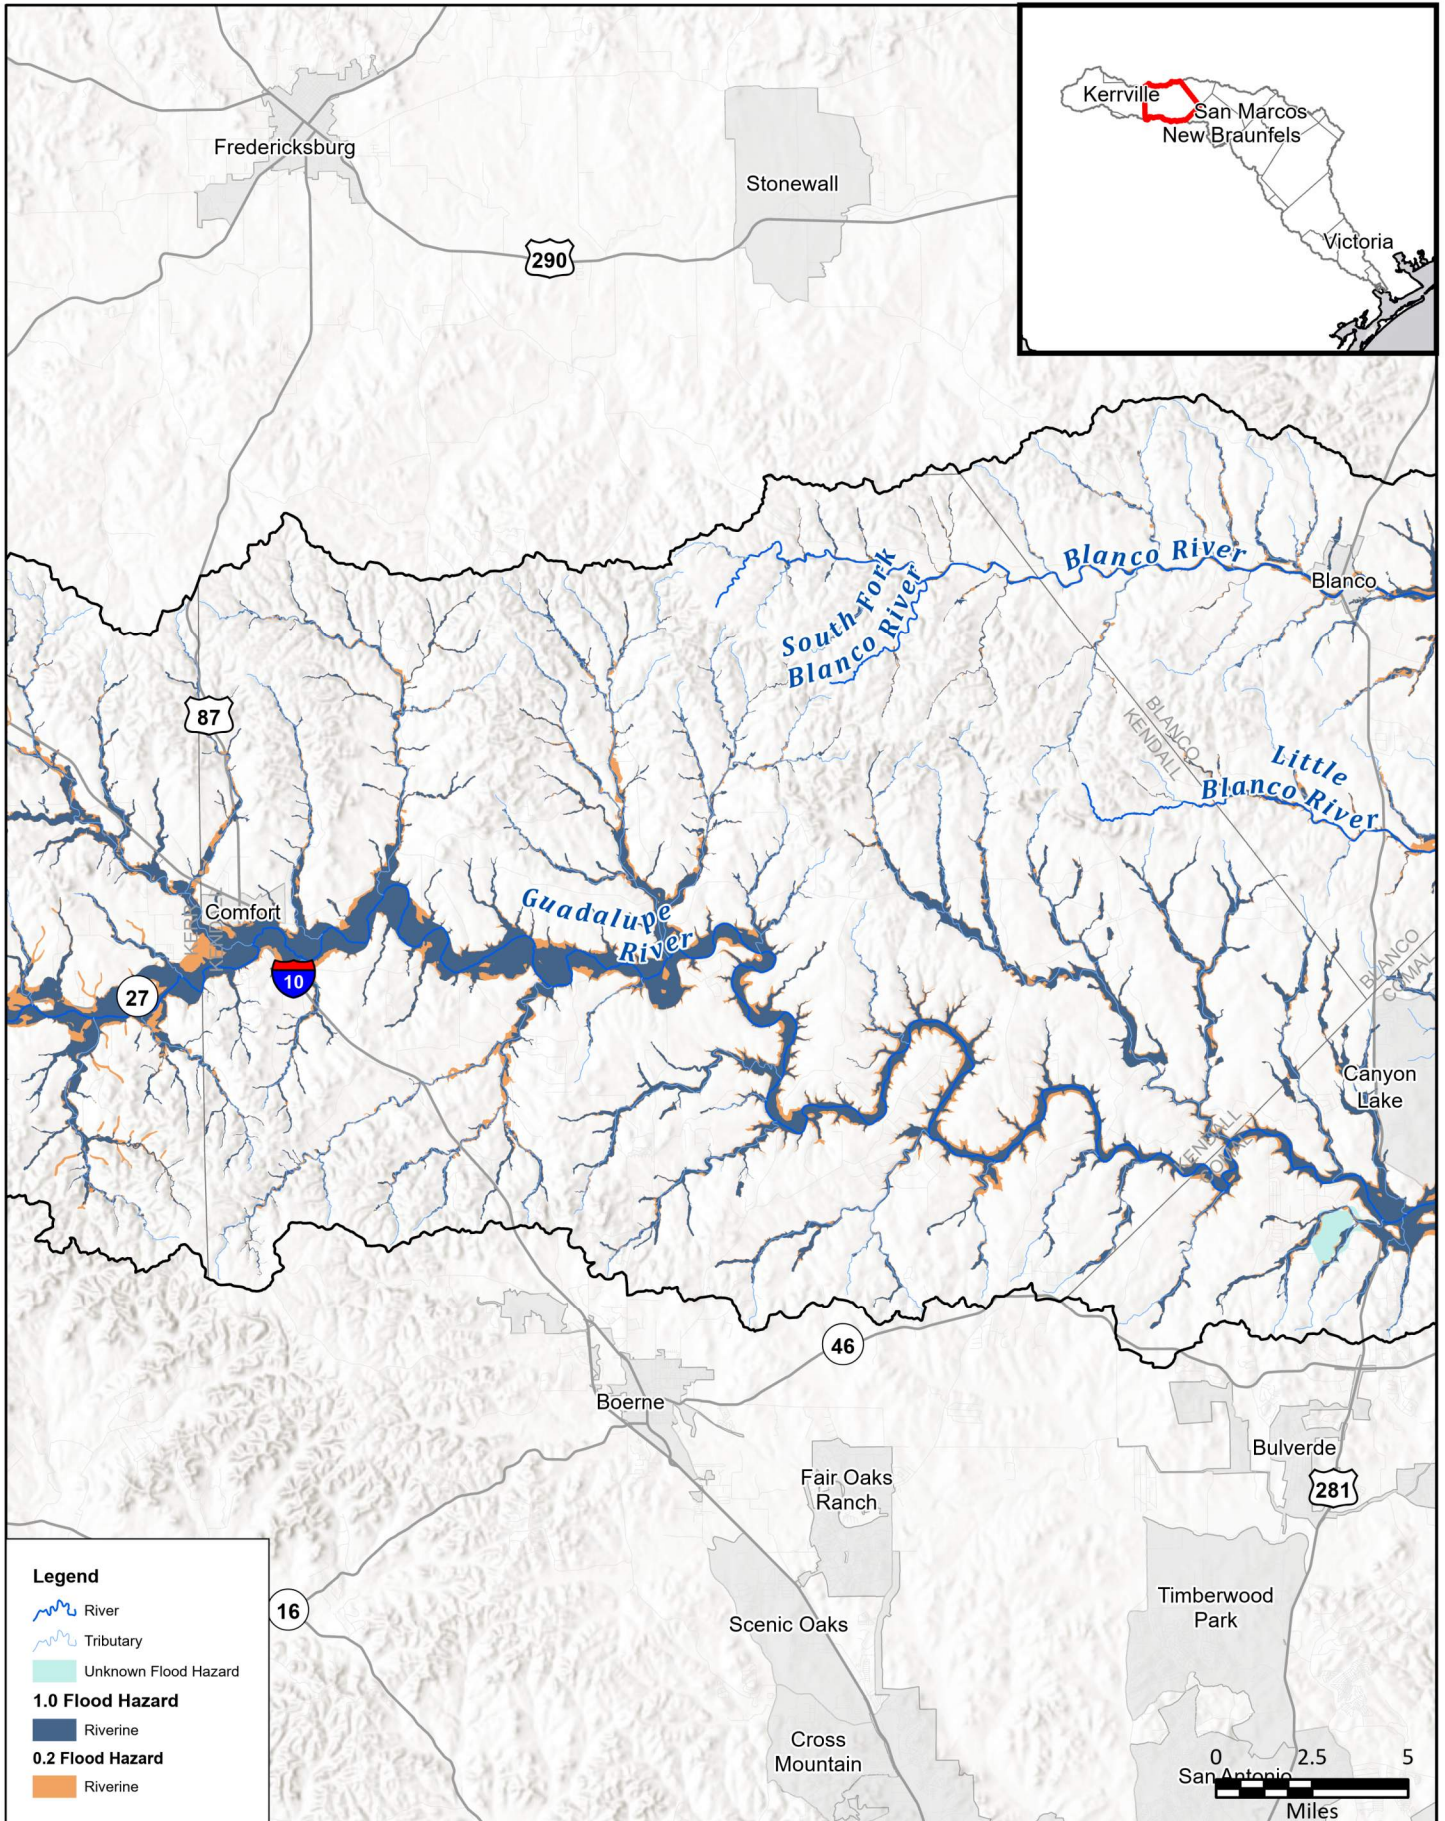 Kerrville
San Marcos
New Braunfels
Victoria
Fredericksburg
Stonewall
290
Blanco River
South Fork
Blanco River
Blanco
87
BLANCO
KENDALL
Little
Blanco River
Guadalupe
River
Comfort
KENDALL
10
27
BLANCO
COMAL
Canyon
Lake
KENDALL
COMAL
46
Boerne
Bulverde
Fair Oaks
Ranch
281
Legend
River
Tributary
Unknown Flood Hazard
1.0 Flood Hazard
Riverine
0.2 Flood Hazard
Riverine
16
Timberwood
Park
Scenic Oaks
Cross
Mountain
San Antonio
0 2.5 5
Miles